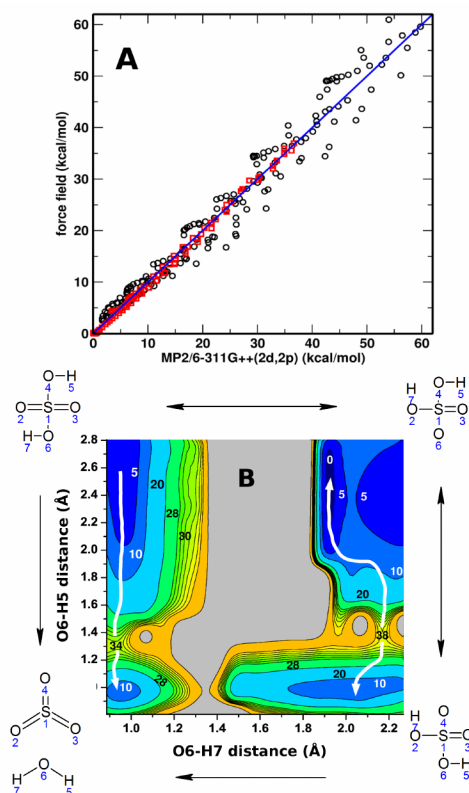 A
60
50
40
30
20
10
0
force field (kcal/mol)
0 10 20 30 40 50 60
MP2/6-311G++(2d,2p) (kcal/mol)
O H
4 5
O S O
2 1 3
H O
7 6
7
H O H
4 5
O S O
2 1 3
O
6
B
2.8
2.6
2.4
2.2
2.0
1.8
1.6
1.4
1.2
O6-H5 distance (Å)
5 0
20 5 5
28
30
10 10
20
34 38
28 28
20
10 10
1.0 1.2 1.4 1.6 1.8 2.0 2.2
O6-H7 distance (Å)
O
4
S
1
O O
2 3
O
6
H H
7 5
7
H O
4
O S O
2 1 3
O H
6 5